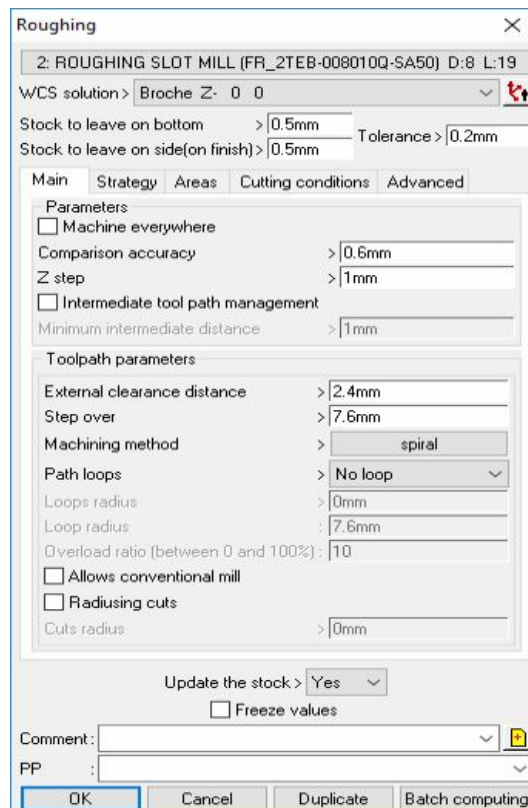 Roughing
2: ROUGHING SLOT MILL (FR_2TEB-008010Q-SA50) D:8 L:19
WCS solution > Broche Z- 0 0
Stock to leave on bottom > 0.5mm
Tolerance > 0.2mm
Stock to leave on side(on finish) > 0.5mm
Main Strategy Areas Cutting conditions Advanced
Parameters
Machine everywhere
Comparison accuracy > 0.6mm
Z step > 1mm
Intermediate tool path management
Minimum intermediate distance > 1mm
Toolpath parameters
External clearance distance > 2.4mm
Step over > 7.6mm
Machining method > spiral
Path loops > No loop
Loops radius > 0mm
Loop radius : 7.6mm
Overload ratio (between 0 and 100%) : 10
Allows conventional mill
Radiusing cuts
Cuts radius > 0mm
Update the stock > Yes
Freeze values
Comment :
PP :
OK Cancel Duplicate Batch computing